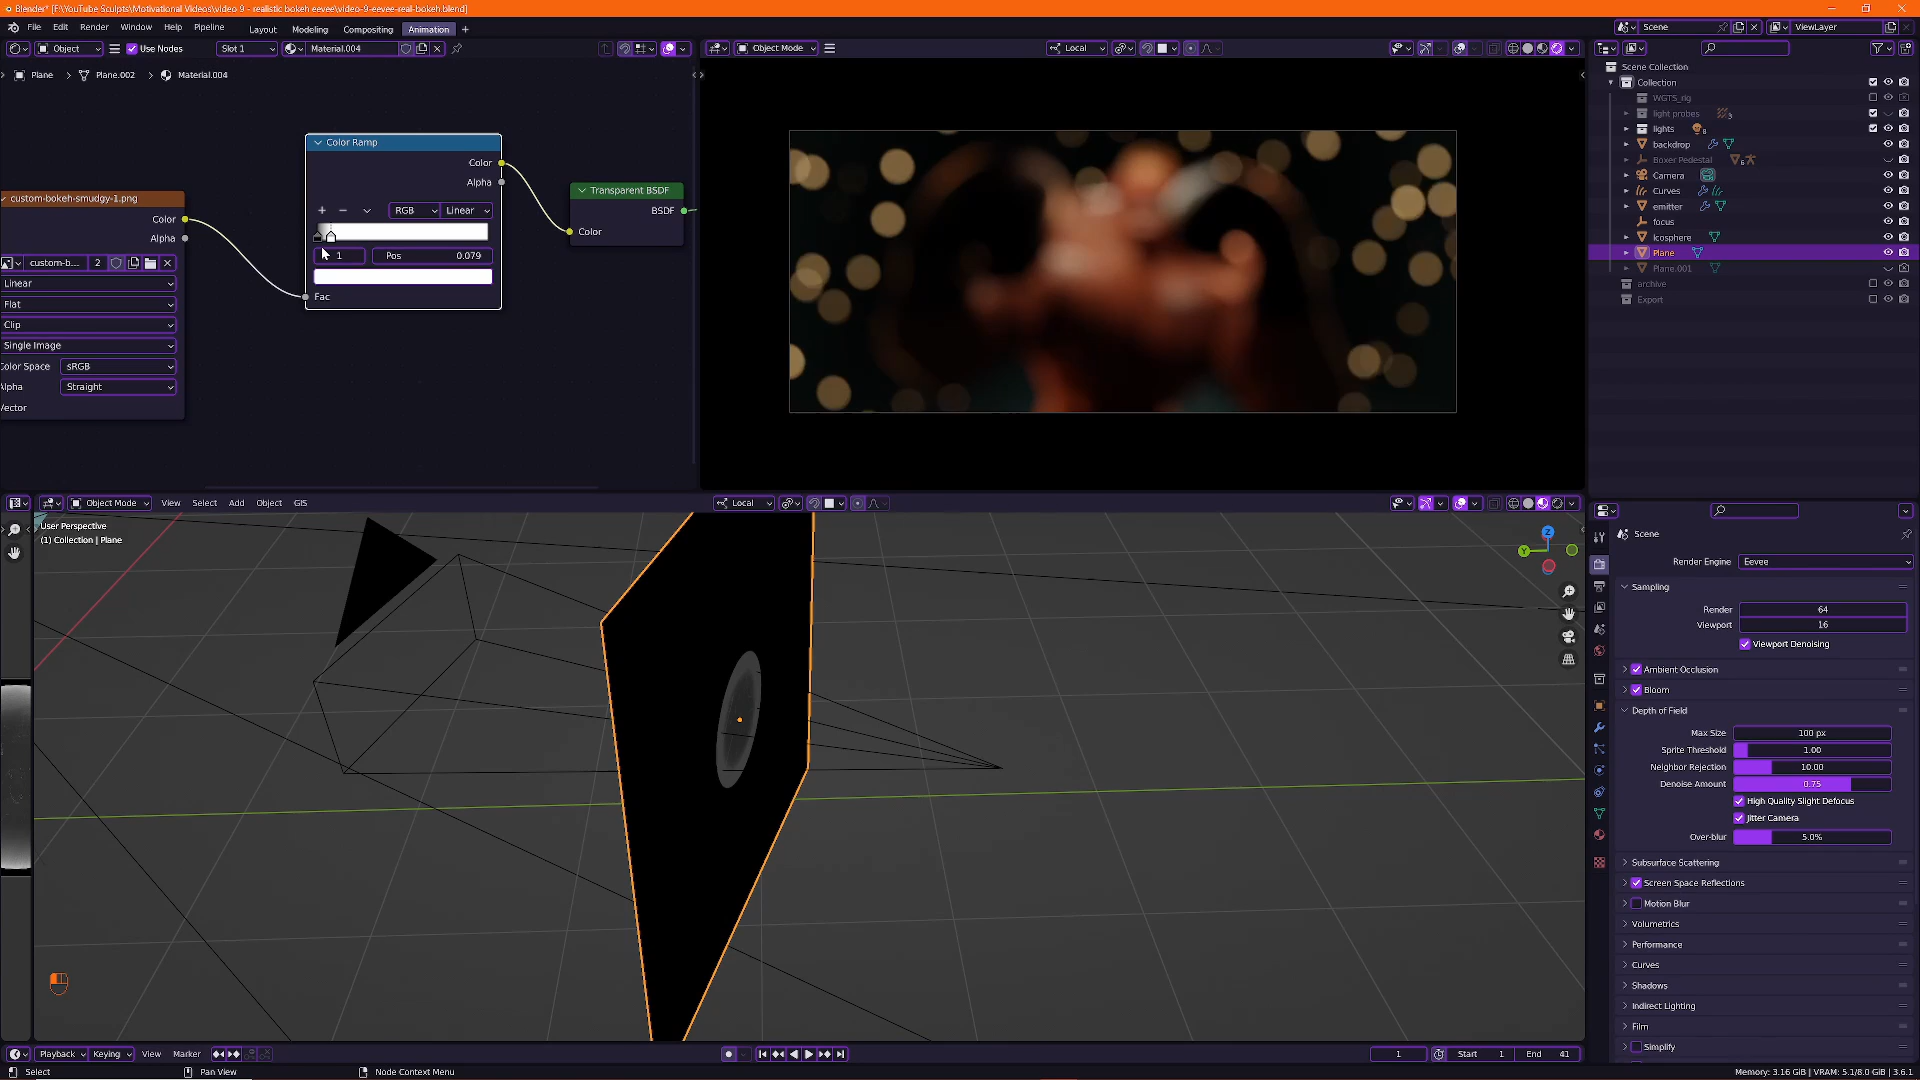 Blender* [F:\YouTube Sculpts\Motivational Videos\video 9 - realistic bokeh eevee\video-9-eevee-real-bokeh.blend]
File Edit Render Window Help Pipeline
Layout Modeling Compositing Animation +
Scene
ViewLayer
Object
Use Nodes
Slot 1
Material.004
Object Mode
Local
Plane > Plane.002 > Material.004
custom-bokeh-smudgy-1.png
Color
Alpha
custom-b...
2
Linear
Flat
Clip
Single Image
Color Space
sRGB
Alpha
Straight
Vector
Color Ramp
Color
Alpha
RGB
Linear
1
Pos 0.079
Fac
Transparent BSDF
BSDF
Color
Scene Collection
Collection
WGTS_rig
light probes 3
lights 6
backdrop
Boxer Pedestal 6
Camera
Curves
emitter
focus
Icosphere
Plane
Plane.001
archive
Export
Object Mode View Select Add Object GIS
Local
User Perspective
(1) Collection | Plane
Z
Y
Scene
Render Engine Eevee
Sampling
Render 64
Viewport 16
Viewport Denoising
Ambient Occlusion
Bloom
Depth of Field
Max Size 100 px
Sprite Threshold 1.00
Neighbor Rejection 10.00
Denoise Amount 0.75
High Quality Slight Defocus
Jitter Camera
Over-blur 5.0%
Subsurface Scattering
Screen Space Reflections
Motion Blur
Volumetrics
Performance
Curves
Shadows
Indirect Lighting
Film
Simplify
Playback Keying View Marker
1
Start 1
End 41
Select
Pan View
Node Context Menu
Memory: 3.16 GiB | VRAM: 5.1/8.0 GiB | 3.6.1